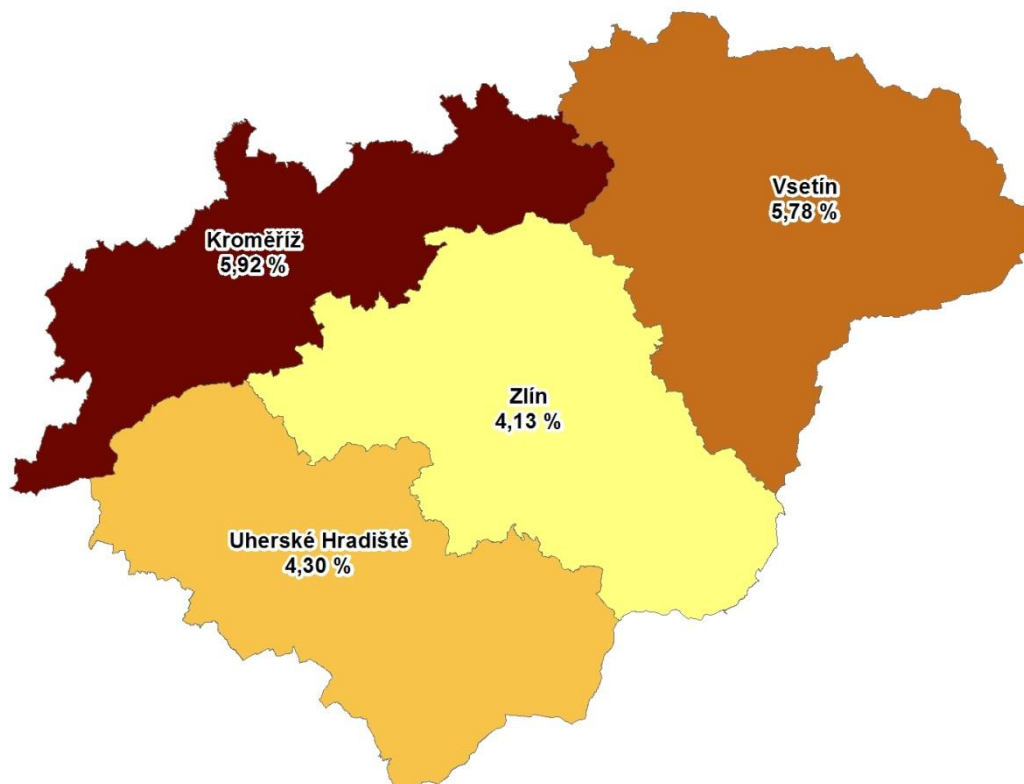 Vsetín
5,78 %
Kroměříž
5,92 %
Zlín
4,13 %
Uherské Hradiště
4,30 %